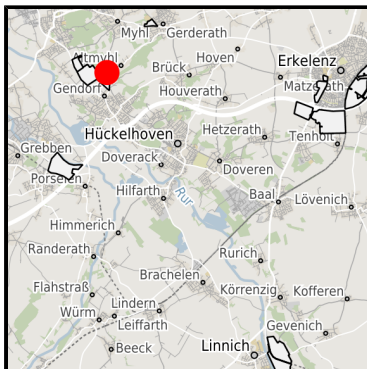 Myhl
Gerderath
Altmyhl
Hoven
Erkelenz
Brück
Gendorf
Houverath
Matzerath
Hückelhoven
Hetzerath
Tenholt
Grebben
Doverack
Doveren
Porselen
Hilfarth
Rur
Baal
Lövenich
Himmerich
Randerath
Rurich
Brachelen
Flahstraß
Körrenzig
Kofferen
Lindern
Würm
Leiffarth
Gevenich
Beeck
Linnich